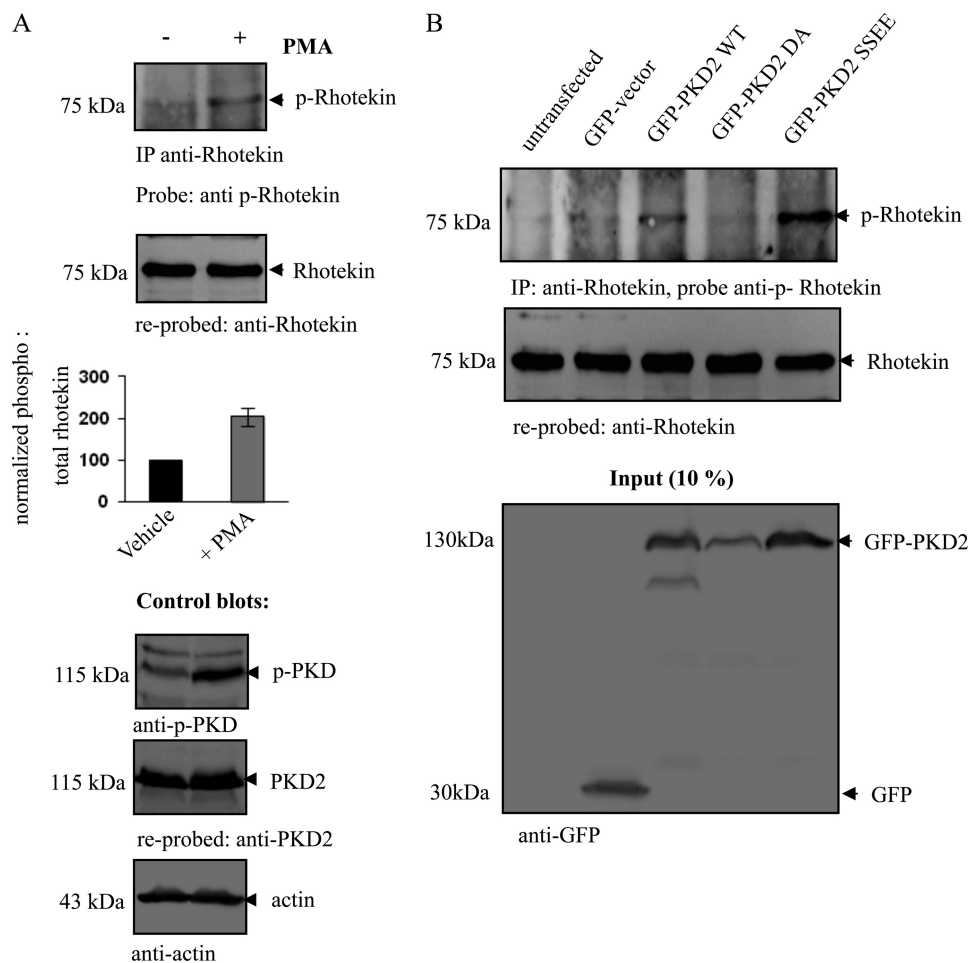 A
- +
PMA
75 kDa
p-Rhotekin
IP anti-Rhotekin
Probe: anti p-Rhotekin
75 kDa
Rhotekin
re-probed: anti-Rhotekin
normalized phospho :
total rhotekin
300
200
100
0
Vehicle
+ PMA
Control blots:
115 kDa
p-PKD
anti-p-PKD
115 kDa
PKD2
re-probed: anti-PKD2
43 kDa
actin
anti-actin
B
untransfected
GFP-vector
GFP-PKD2 WT
GFP-PKD2 DA
GFP-PKD2 SSEE
75 kDa
p-Rhotekin
IP: anti-Rhotekin, probe anti-p- Rhotekin
75 kDa
Rhotekin
re-probed: anti-Rhotekin
Input (10 %)
130kDa
GFP-PKD2
30kDa
GFP
anti-GFP